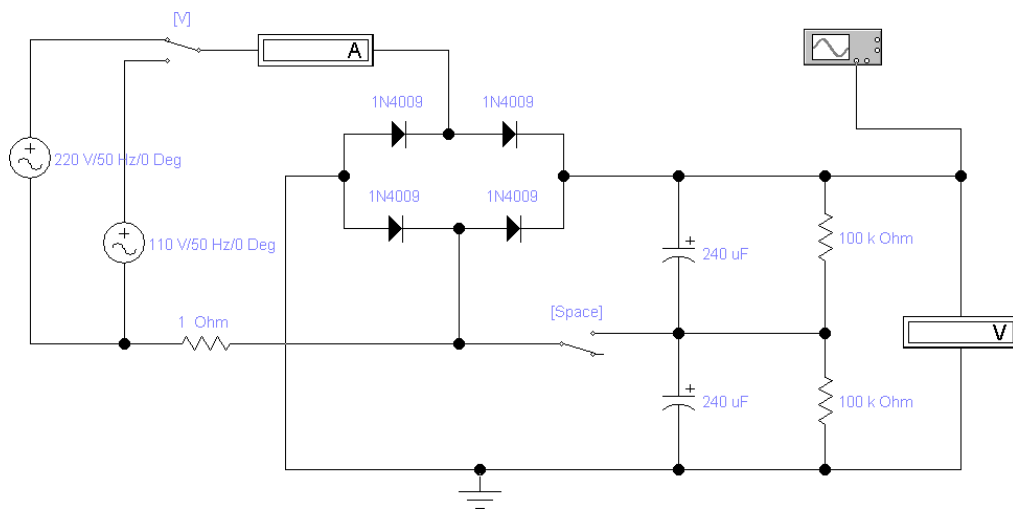 [V]
A
1N4009
1N4009
220 V/50 Hz/0 Deg
1N4009
1N4009
110 V/50 Hz/0 Deg
100 k Ohm
240 uF
[Space]
1 Ohm
V
240 uF
100 k Ohm